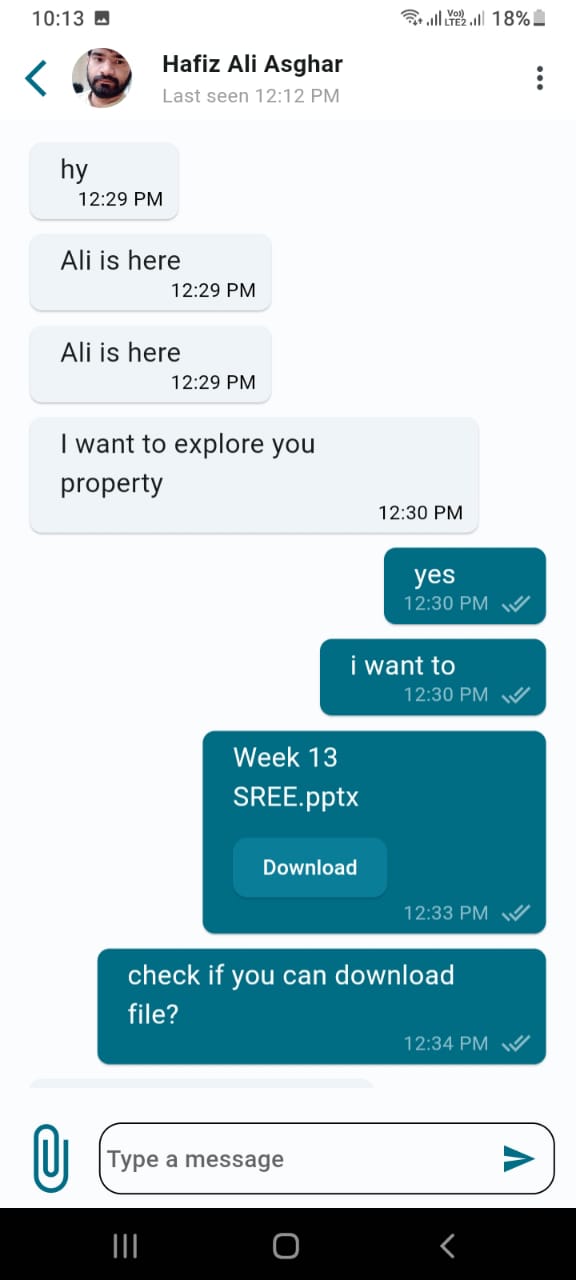 10:13
Vo))
LTE2
18%
Hafiz Ali Asghar
Last seen 12:12 PM
hy
12:29 PM
Ali is here
12:29 PM
Ali is here
12:29 PM
I want to explore you
property
12:30 PM
yes
12:30 PM
i want to
12:30 PM
Week 13
SREE.pptx
Download
12:33 PM
check if you can download
file?
12:34 PM
Type a message